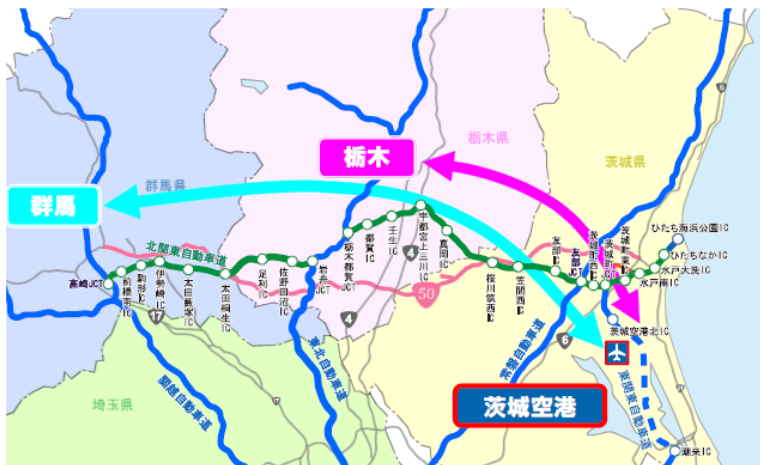 栃木県
栃木
茨城県
群馬県
群馬
北関東自動車道
高崎JCT
前橋南IC
駒形IC
伊勢崎IC
太田藪塚IC
太田桐生IC
足利IC
佐野田沼IC
岩舟JCT
栃木都賀JCT
都賀IC
壬生IC
宇都宮上三川IC
真岡IC
桜川筑西IC
笠間西IC
友部IC
友部JCT
茨城町西IC
茨城町JCT
茨城町東IC
水戸南IC
水戸大洗IC
ひたちなかIC
ひたち海浜公園IC
茨城空港北IC
6
4
50
17
4
6
埼玉県
関越自動車道
東北自動車道
常磐自動車道
東関東自動車道
茨城空港
潮来IC